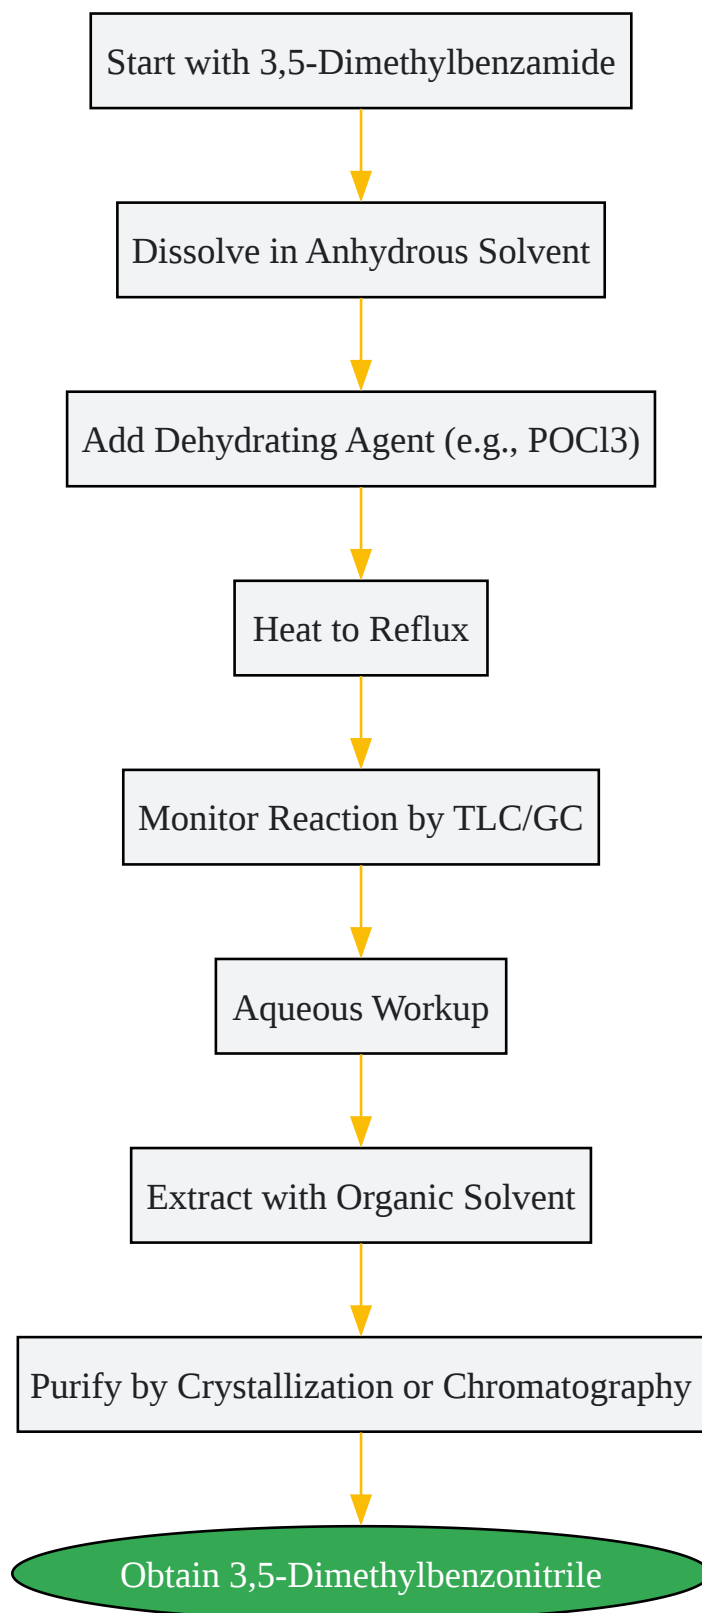 Start with 3,5-Dimethylbenzamide
Dissolve in Anhydrous Solvent
Add Dehydrating Agent (e.g., POCl3)
Heat to Reflux
Monitor Reaction by TLC/GC
Aqueous Workup
Extract with Organic Solvent
Purify by Crystallization or Chromatography
Obtain 3,5-Dimethylbenzonitrile